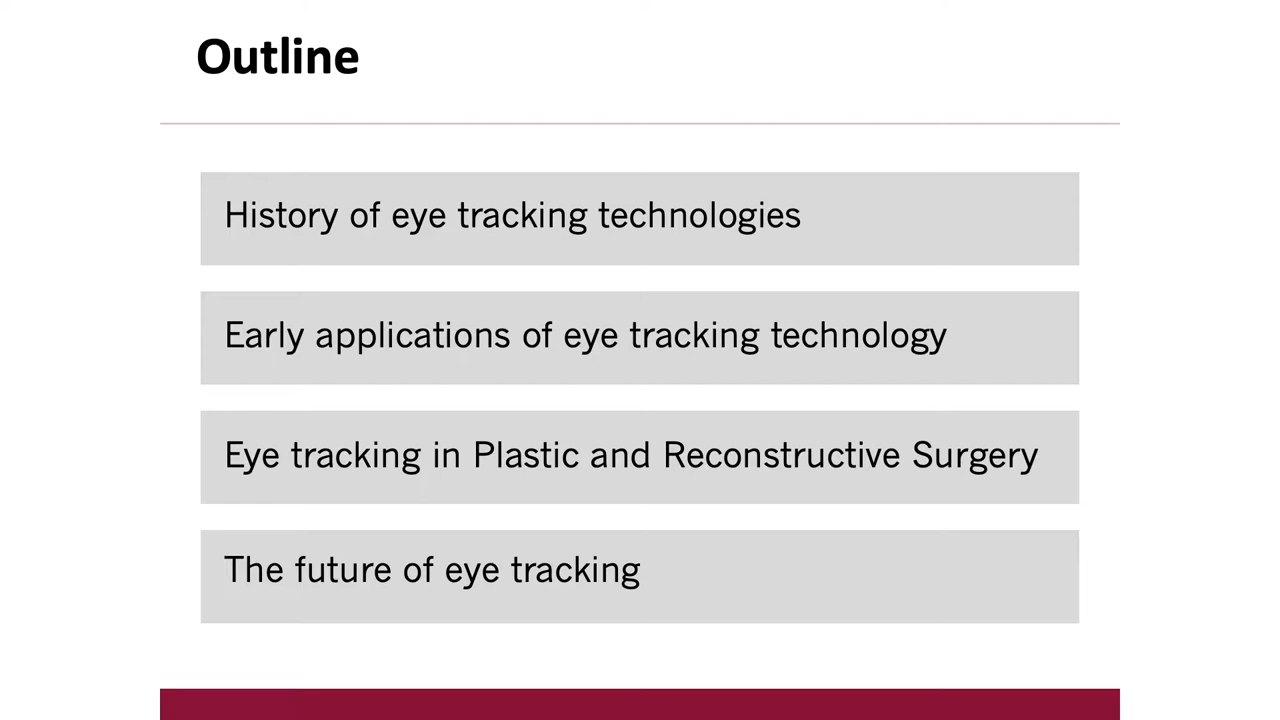 Outline
History of eye tracking technologies
Early applications of eye tracking technology
Eye tracking in Plastic and Reconstructive Surgery
The future of eye tracking